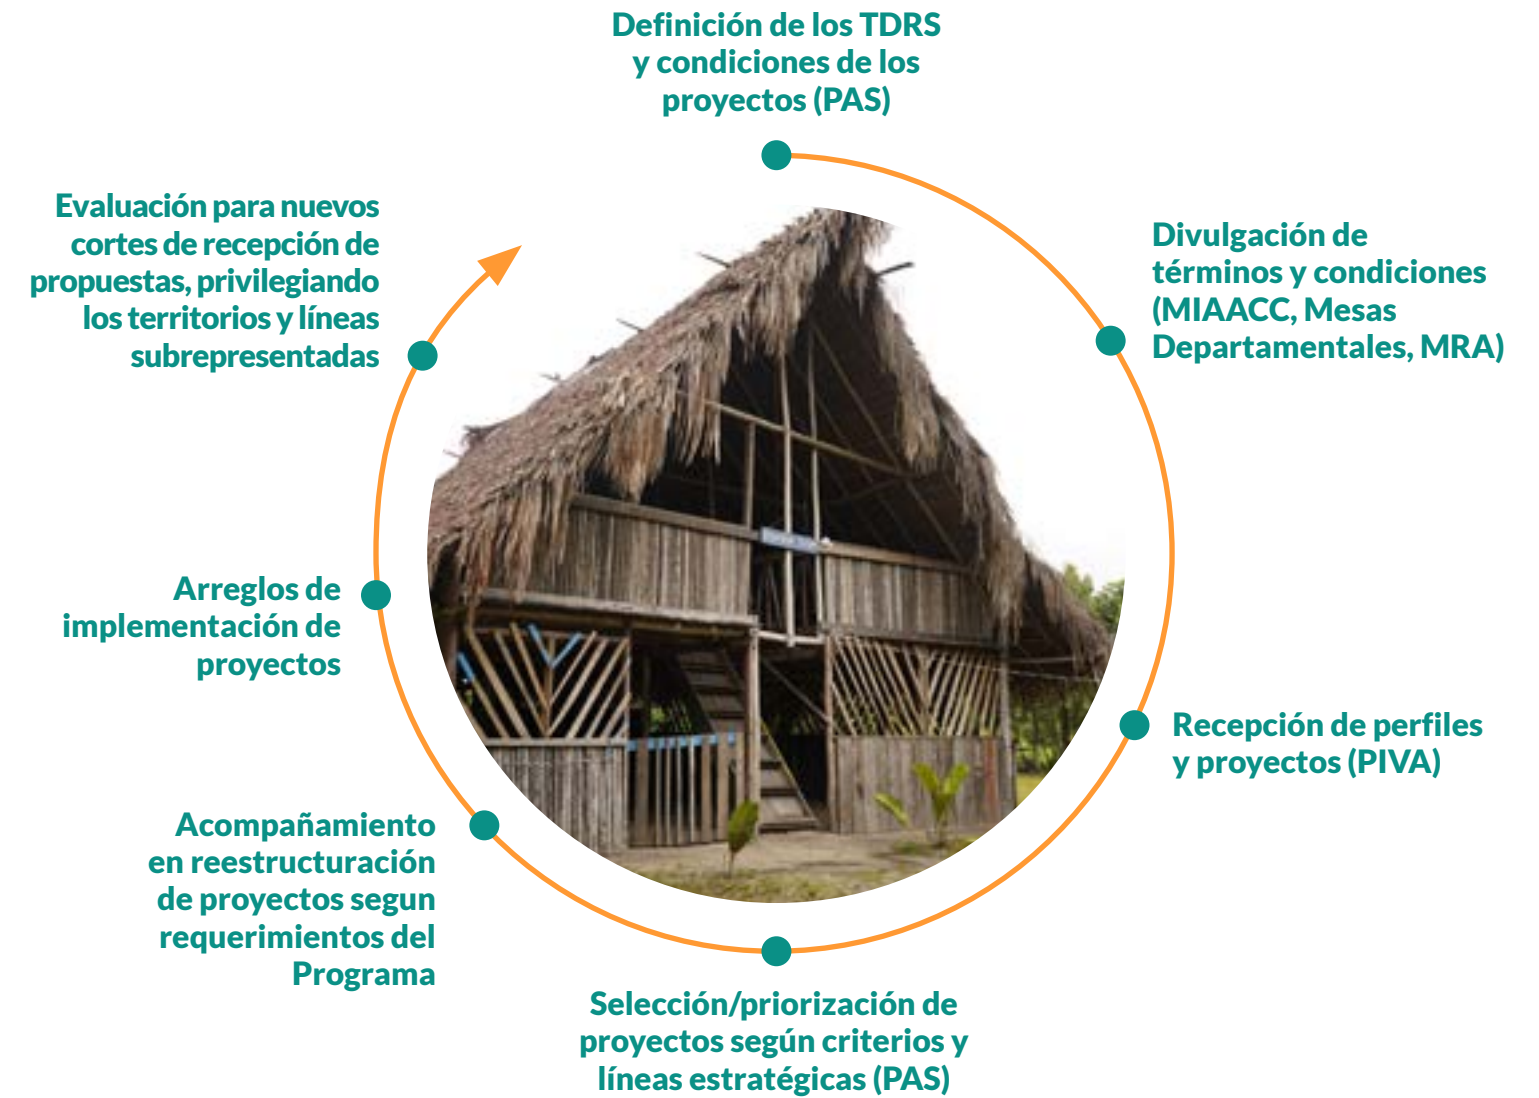 Definición de los TDRS
y condiciones de los
proyectos (PAS)
Divulgación de
términos y condiciones
(MIAACC, Mesas
Departamentales, MRA)
Recepción de perfiles
y proyectos (PIVA)
Selección/priorización de
proyectos según criterios y
líneas estratégicas (PAS)
Acompañamiento
en reestructuración
de proyectos segun
requerimientos del
Programa
Arreglos de
implementación de
proyectos
Evaluación para nuevos
cortes de recepción de
propuestas, privilegiando
los territorios y líneas
subrepresentadas